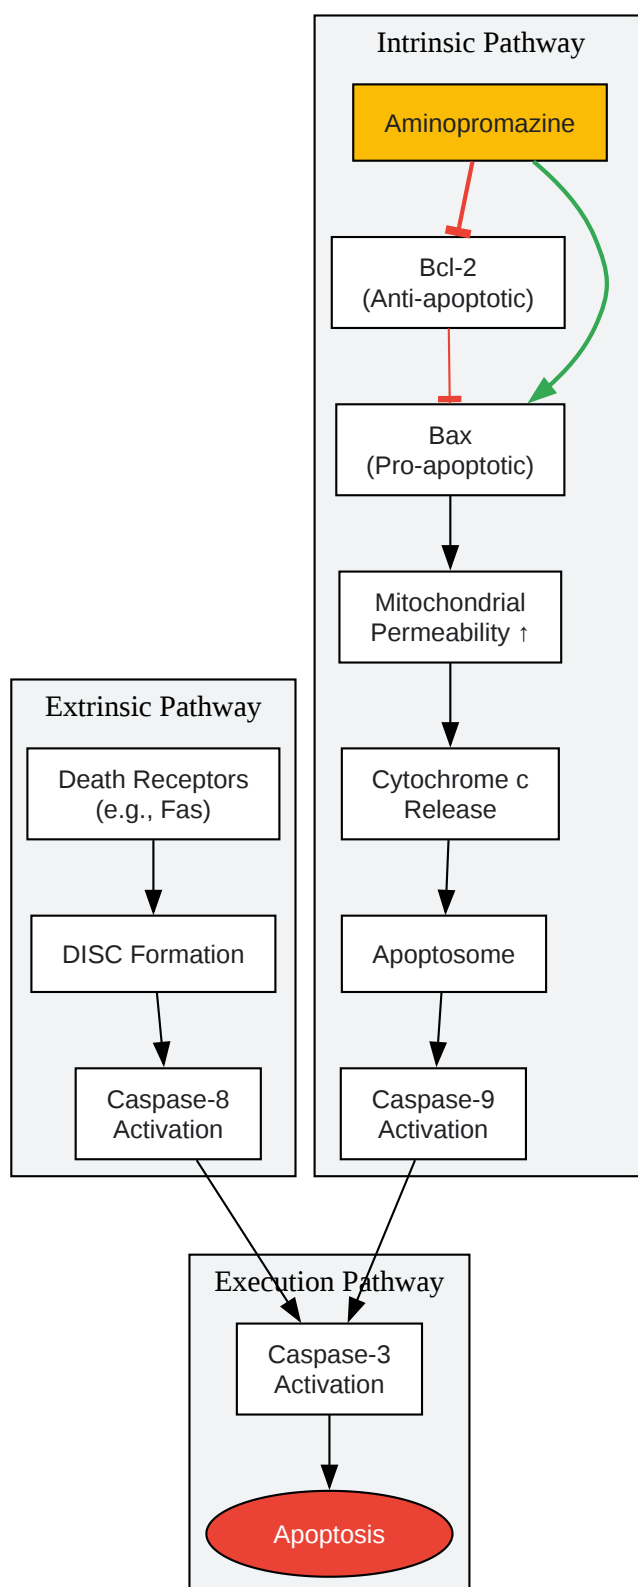 Intrinsic Pathway
Aminopromazine
Bcl-2
(Anti-apoptotic)
Bax
(Pro-apoptotic)
Mitochondrial
Permeability ↑
Extrinsic Pathway
Death Receptors
(e.g., Fas)
Cytochrome c
Release
DISC Formation
Apoptosome
Caspase-8
Activation
Caspase-9
Activation
Execution Pathway
Caspase-3
Activation
Apoptosis